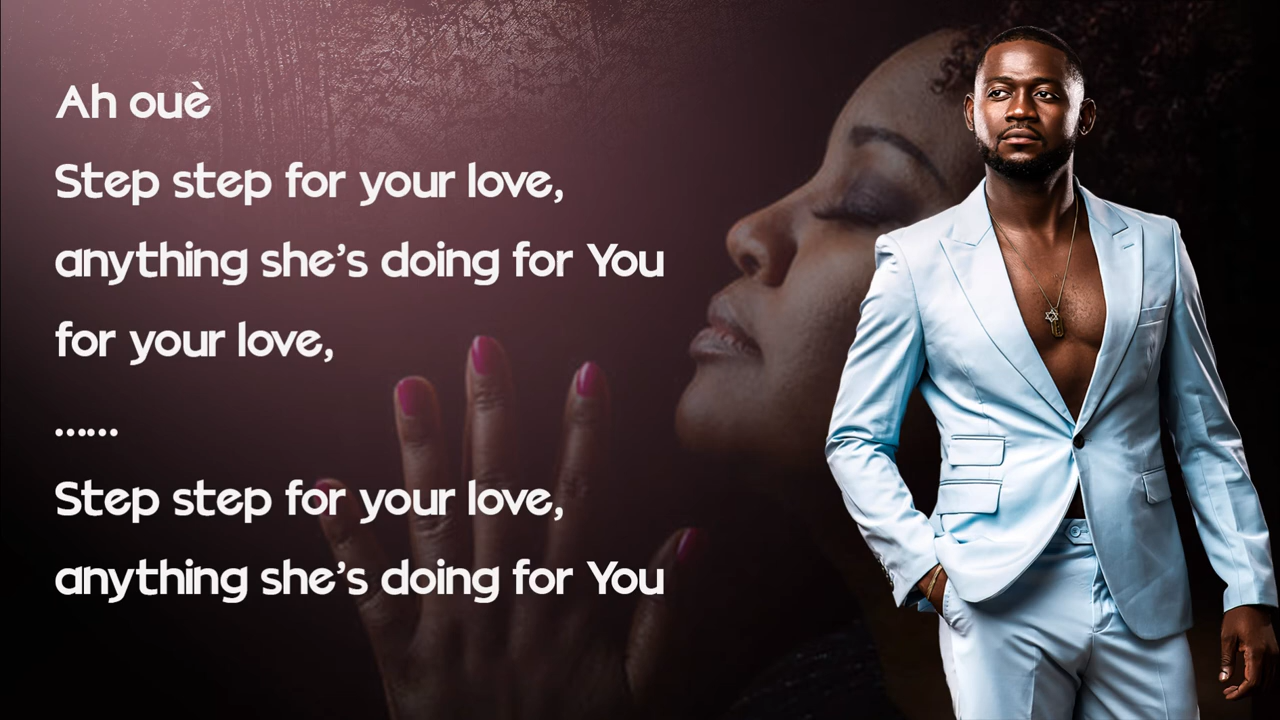 Ah ouè
Step step for your love,
anything she's doing for You
for your love,
......
Step step for your love,
anything she's doing for You